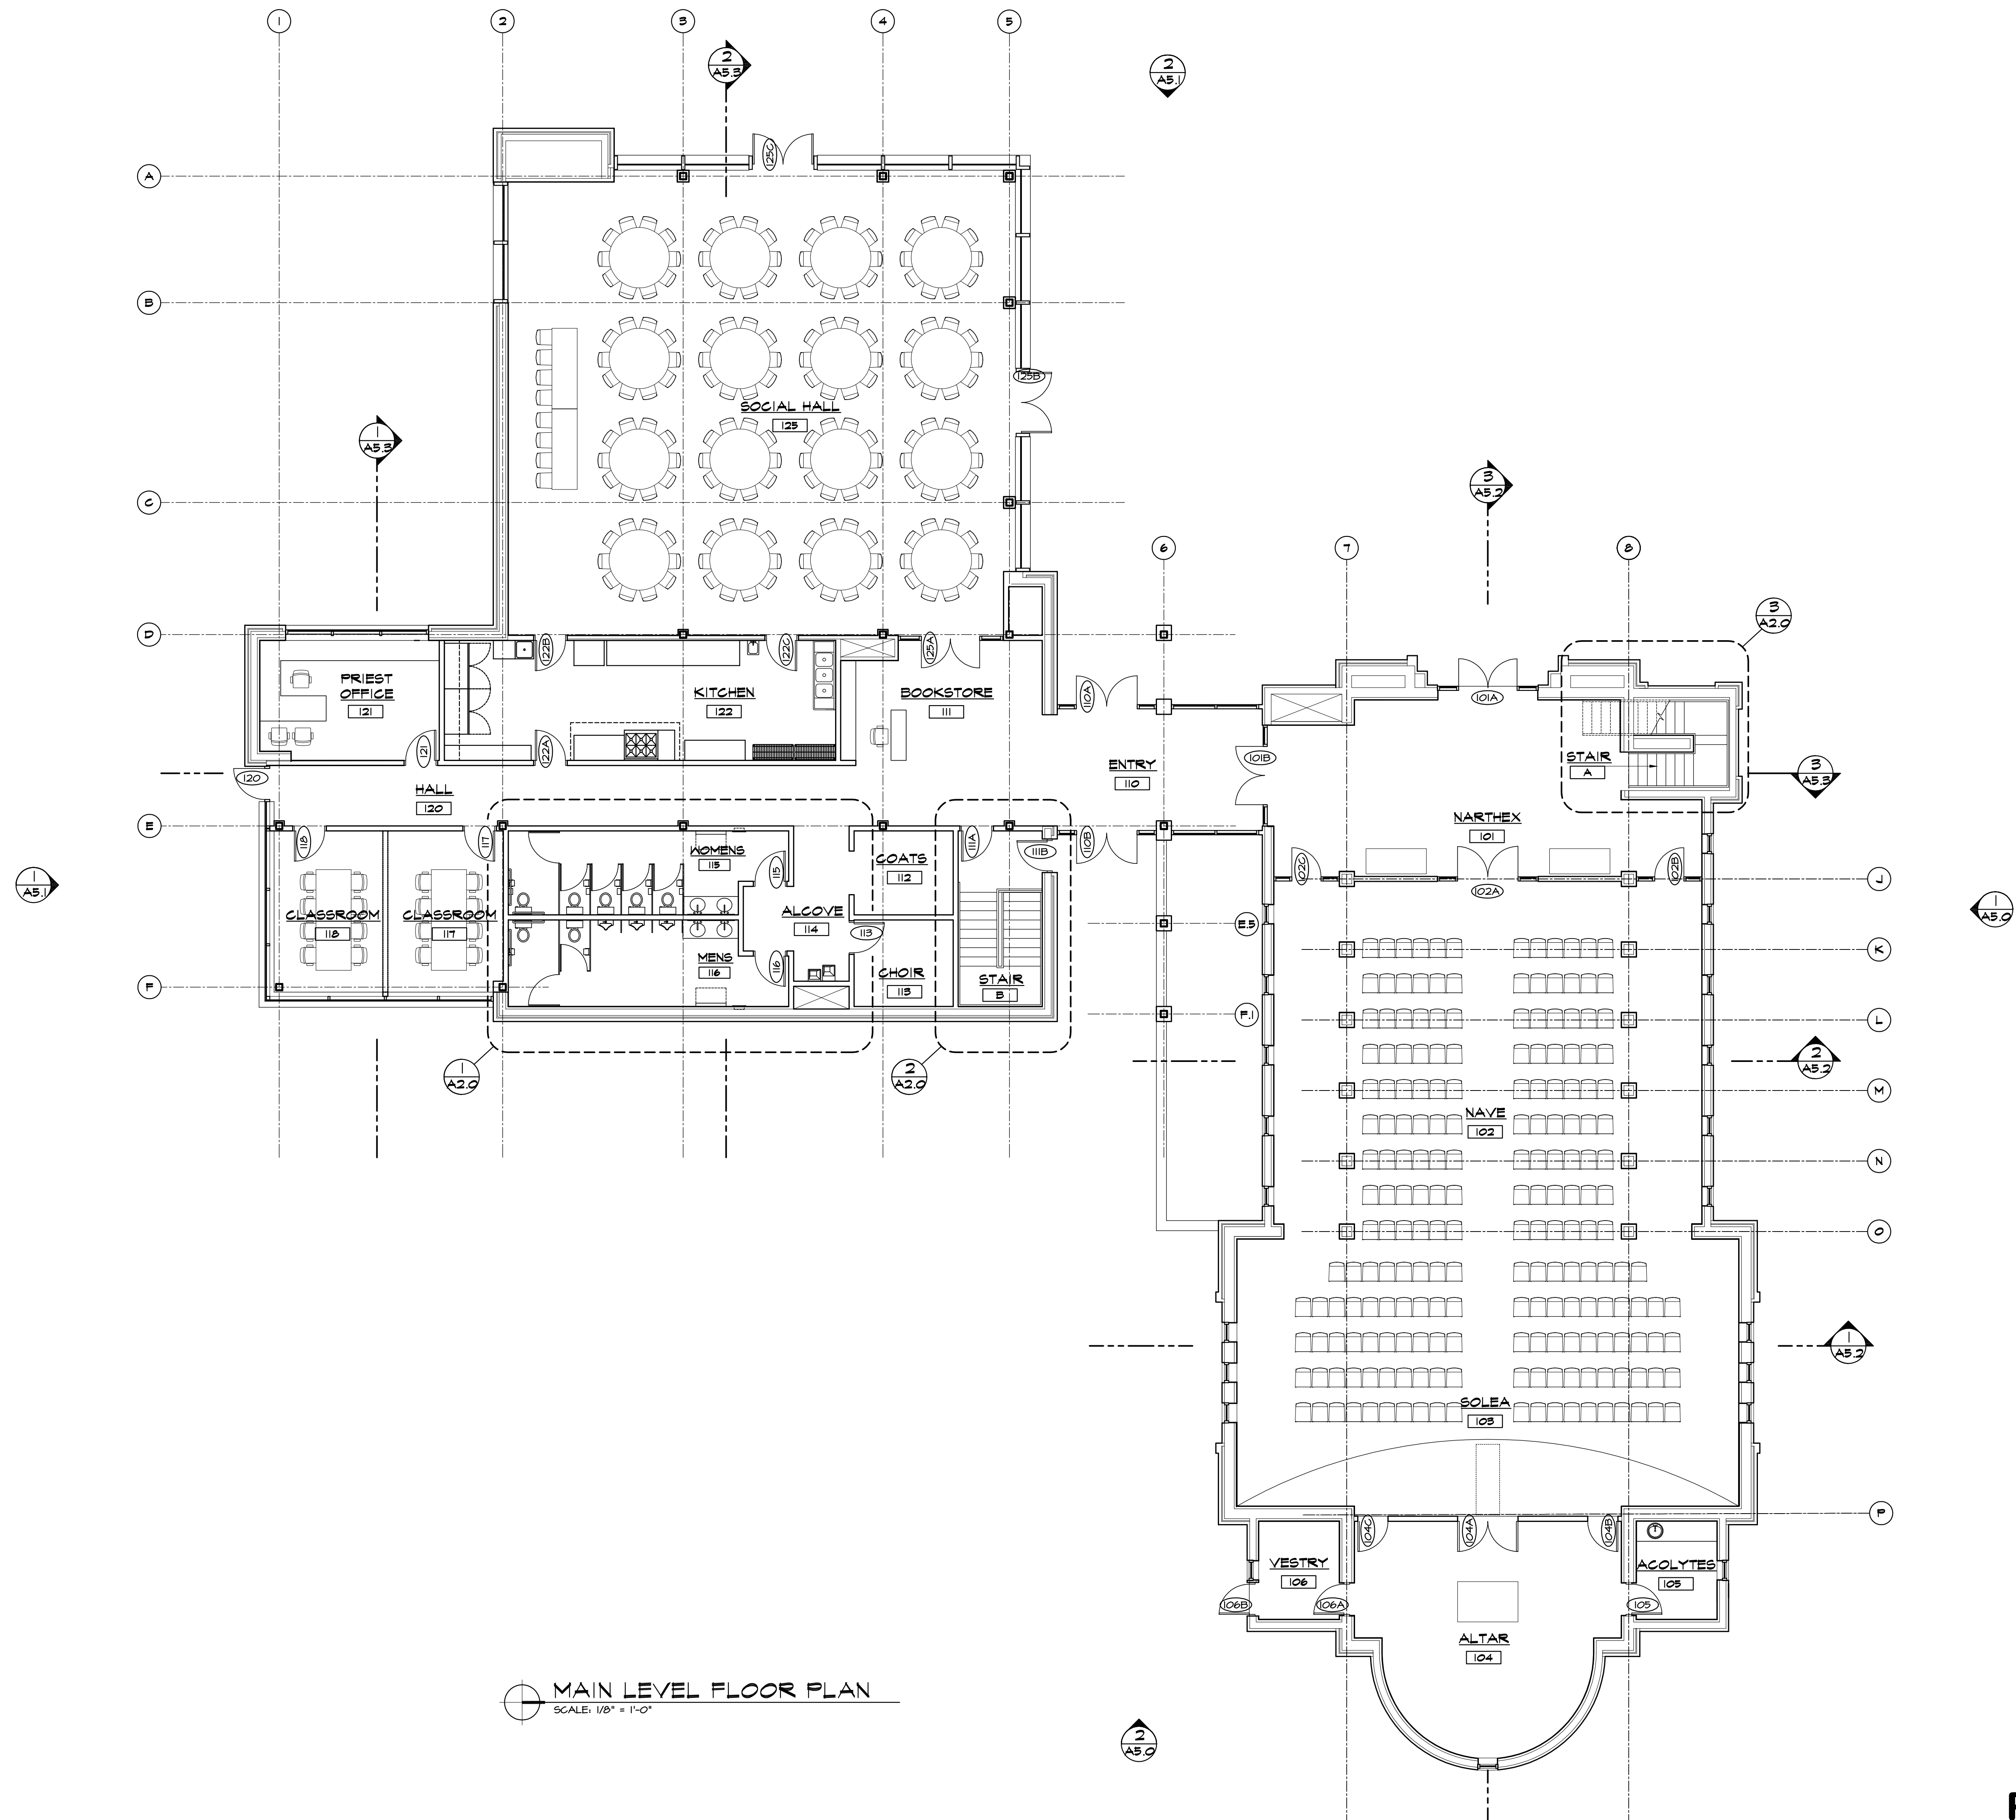 1
2
3
4
5
2
A5.3
2
A5.1
125C
A
B
125B
SOCIAL HALL
125
1
A5.3
C
3
A5.2
6
7
8
3
A2.0
D
122B
122C
125A
PRIEST
OFFICE
121
KITCHEN
122
BOOKSTORE
111
110A
101A
121
122A
101B
STAIR
A
3
A5.3
120
ENTRY
110
HALL
120
NARTHEX
101
E
118
117
WOMENS
115
115
COATS
112
111A
111B
110B
102C
102A
102B
J
1
A5.1
CLASSROOM
118
CLASSROOM
117
ALCOVE
114
113
E.5
1
A5.0
K
MENS
116
116
CHOIR
113
STAIR
B
F
F.1
L
1
A2.0
2
A2.0
2
A5.2
M
NAVE
102
N
O
1
A5.2
SOLEA
103
P
104C
104A
104B
VESTRY
106
ACOLYTES
105
106B
106A
105
ALTAR
104
MAIN LEVEL FLOOR PLAN
SCALE: 1/8" = 1'-0"
2
A5.0